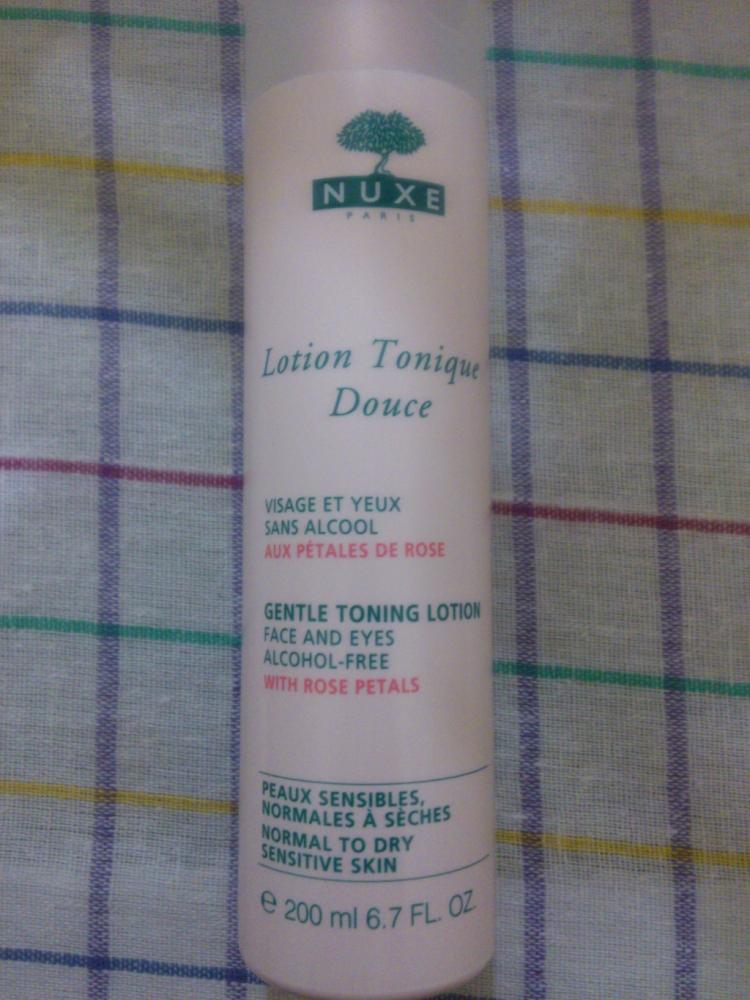 NUXE
PARIS
Lotion Tonique
Douce
VISAGE ET YEUX
SANS ALCOOL
AUX PÉTALES DE ROSE
GENTLE TONING LOTION
FACE AND EYES
ALCOHOL-FREE
WITH ROSE PETALS
PEAUX SENSIBLES,
NORMALES À SÈCHES
NORMAL TO DRY
SENSITIVE SKIN
℮ 200 ml 6.7 FL. OZ.